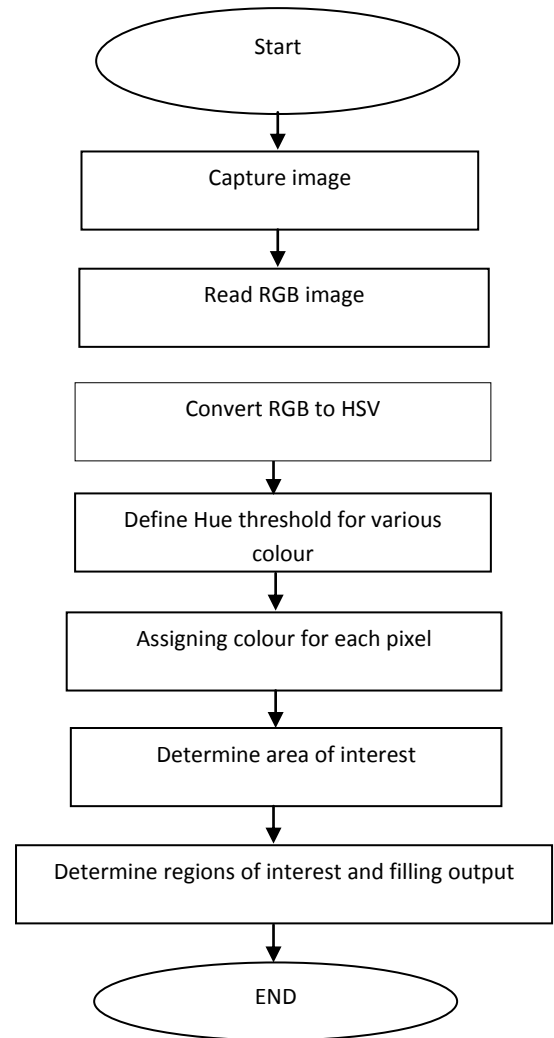 Start
Capture image
Read RGB image
Convert RGB to HSV
Define Hue threshold for various
colour
Assigning colour for each pixel
Determine area of interest
Determine regions of interest and filling output
END